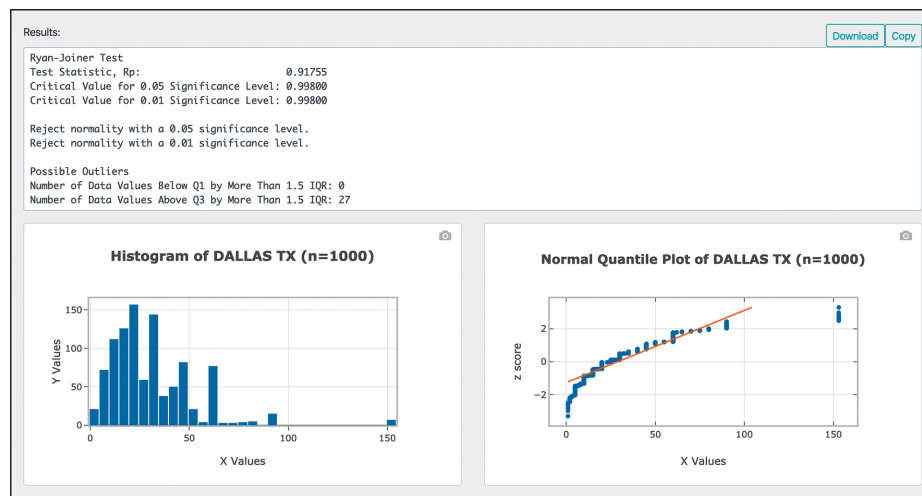 Results:
Download Copy
Ryan-Joiner Test
Test Statistic, Rp: 0.91755
Critical Value for 0.05 Significance Level: 0.99800
Critical Value for 0.01 Significance Level: 0.99800
Reject normality with a 0.05 significance level.
Reject normality with a 0.01 significance level.
Possible Outliers
Number of Data Values Below Q1 by More Than 1.5 IQR: 0
Number of Data Values Above Q3 by More Than 1.5 IQR: 27
Histogram of DALLAS TX (n=1000)
Y Values
150
100
50
0
0 50 100 150
X Values
Normal Quantile Plot of DALLAS TX (n=1000)
z score
2
0
−2
0 50 100 150
X Values